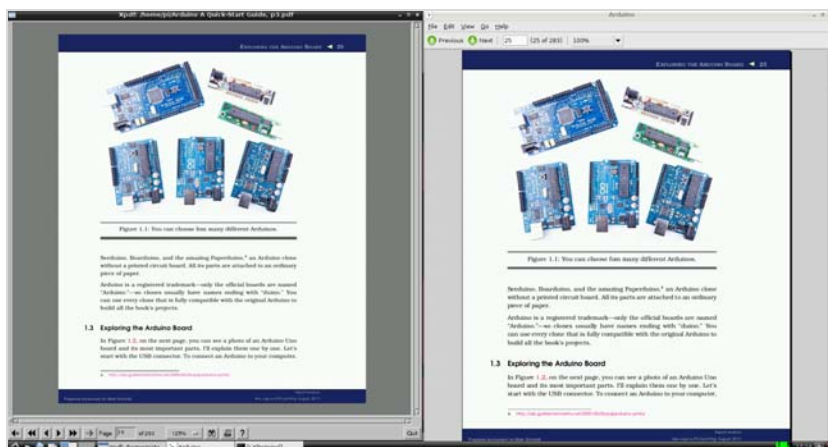 Xpdf: /home/pi/Arduino A Quick-Start Guide, p3.pdf
EXPLORING THE ARDUINO BOARD ◀ 25
Figure 1.1: You can choose from many different Arduinos.
Seeduino, Boarduino, and the amazing Paperduino,⁴ an Arduino clone
without a printed circuit board. All its parts are attached to an ordinary
piece of paper.
Arduino is a registered trademark—only the official boards are named
“Arduino,”—so clones usually have names ending with “duino.” You
can use every clone that is fully compatible with the original Arduino to
build all the book's projects.
1.3 Exploring the Arduino Board
In Figure 1.2, on the next page, you can see a photo of an Arduino Uno
board and its most important parts. I'll explain them one by one. Let's
start with the USB connector. To connect an Arduino to your computer,
Page
of 283
125%
?
Quit
Arduino
File Edit View Go Help
Previous Next 25 (25 of 283) 100%
EXPLORING THE ARDUINO BOARD ◀ 25
Figure 1.1: You can choose from many different Arduinos.
Seeduino, Boarduino, and the amazing Paperduino,⁴ an Arduino clone
without a printed circuit board. All its parts are attached to an ordinary
piece of paper.
Arduino is a registered trademark—only the official boards are named
“Arduino,”—so clones usually have names ending with “duino.” You
can use every clone that is fully compatible with the original Arduino to
build all the book's projects.
1.3 Exploring the Arduino Board
In Figure 1.2, on the next page, you can see a photo of an Arduino Uno
board and its most important parts. I'll explain them one by one. Let's
start with the USB connector. To connect an Arduino to your computer,